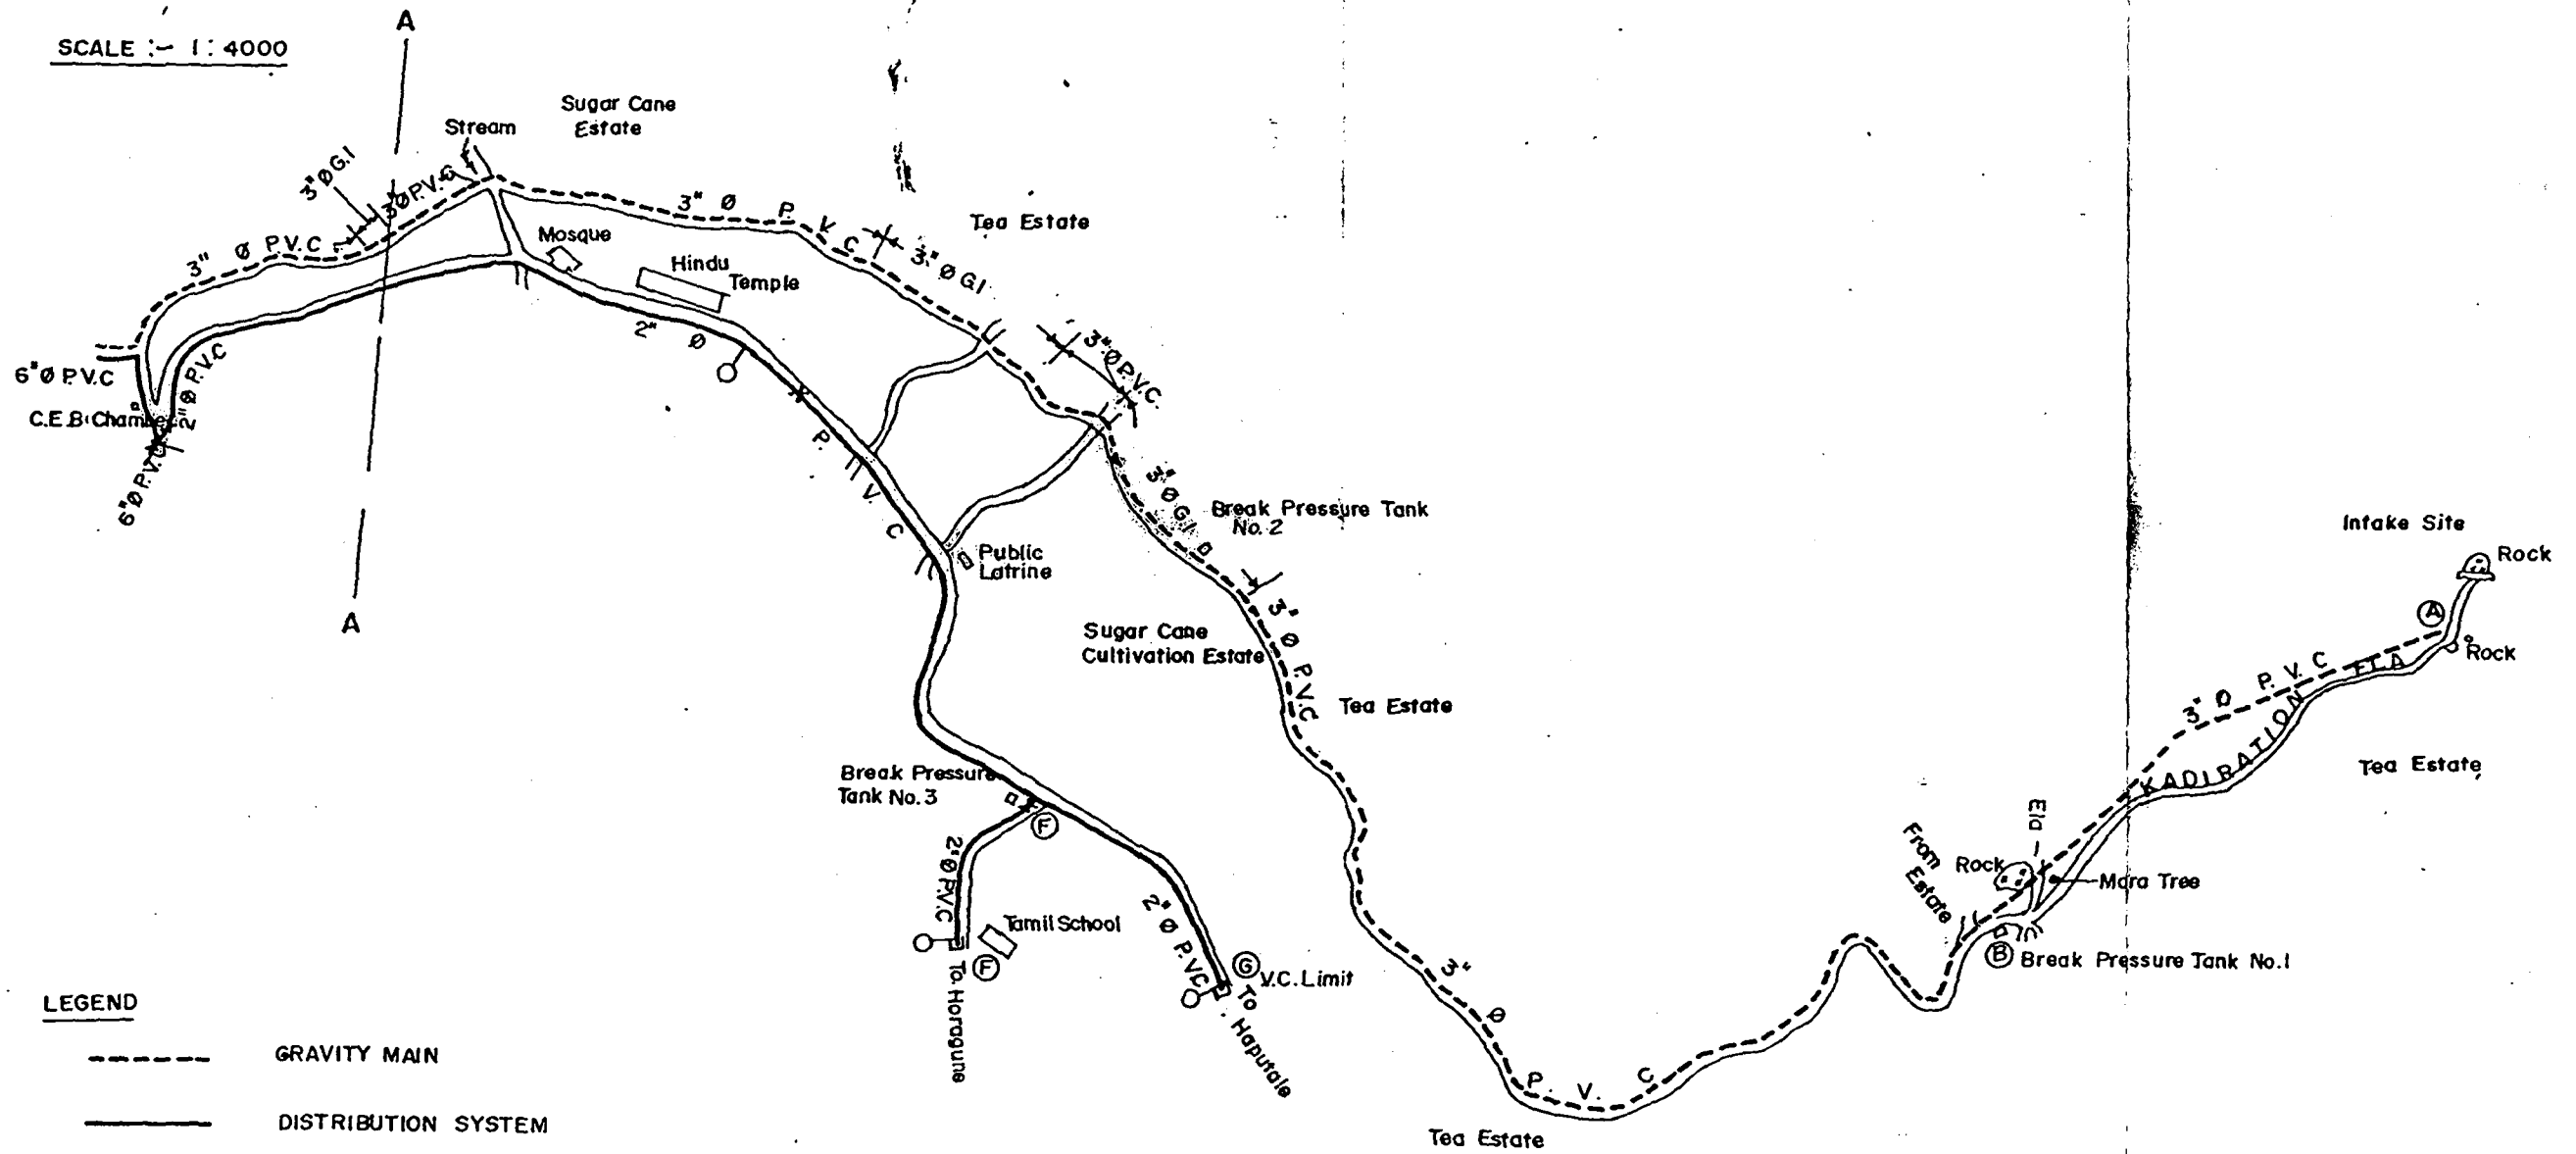 A
SCALE :- 1 : 4000
Sugar Cane
Estate
Stream
3" Ø G.I
3 Ø P.V.C
3" Ø P.V.C
3" Ø P. V. C
Tea Estate
Mosque
Hindu
Temple
3" Ø G I
2" Ø P. V. C
3" Ø P.V.C.
6" Ø P.V.C
2" Ø P.V.C
C.E.B. Chamber
6" Ø P.V.C
A
3" Ø G I
Break Pressure Tank
No. 2
Public
Latrine
Intake Site
Rock
A
Rock
3" Ø P.V.C
Sugar Cane
Cultivation Estate
Tea Estate
3" Ø P. V. C
KADIRATION ELA
Tea Estate
Break Pressure
Tank No. 3
F
2" Ø P.V.C
Ela
From
Estate
Rock
Mara Tree
B
Break Pressure Tank No. 1
Tamil School
F
To Horagune
2" Ø P.V.C
G
V.C. Limit
To Haputale
3" Ø P. V. C
Tea Estate
LEGEND
GRAVITY MAIN
DISTRIBUTION SYSTEM